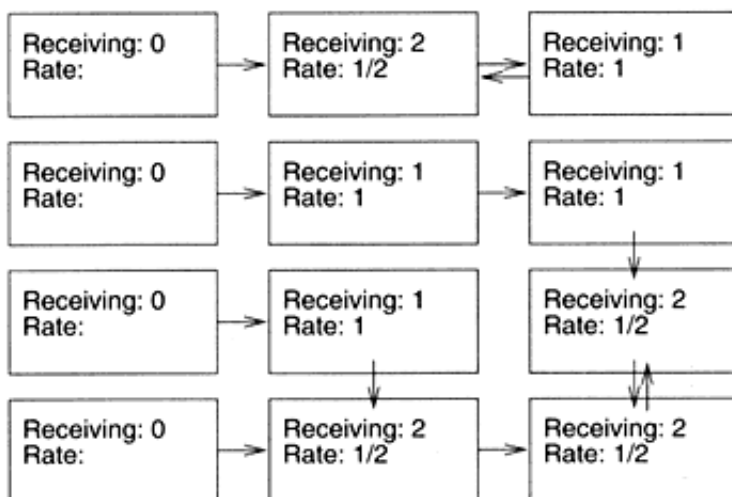 Receiving: 0
Rate:
Receiving: 2
Rate: 1/2
Receiving: 1
Rate: 1
Receiving: 0
Rate:
Receiving: 1
Rate: 1
Receiving: 1
Rate: 1
Receiving: 0
Rate:
Receiving: 1
Rate: 1
Receiving: 2
Rate: 1/2
Receiving: 0
Rate:
Receiving: 2
Rate: 1/2
Receiving: 2
Rate: 1/2